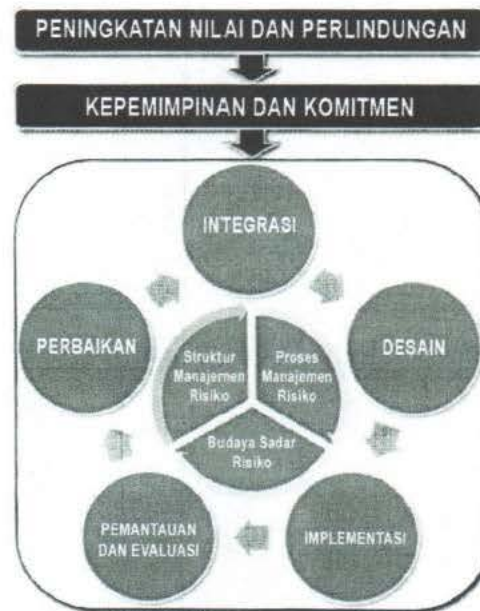 PENINGKATAN NILAI DAN PERLINDUNGAN
KEPEMIMPINAN DAN KOMITMEN
INTEGRASI
DESAIN
IMPLEMENTASI
PEMANTAUAN
DAN EVALUASI
PERBAIKAN
Struktur
Manajemen
Risiko
Proses
Manajemen
Risiko
Budaya Sadar
Risiko